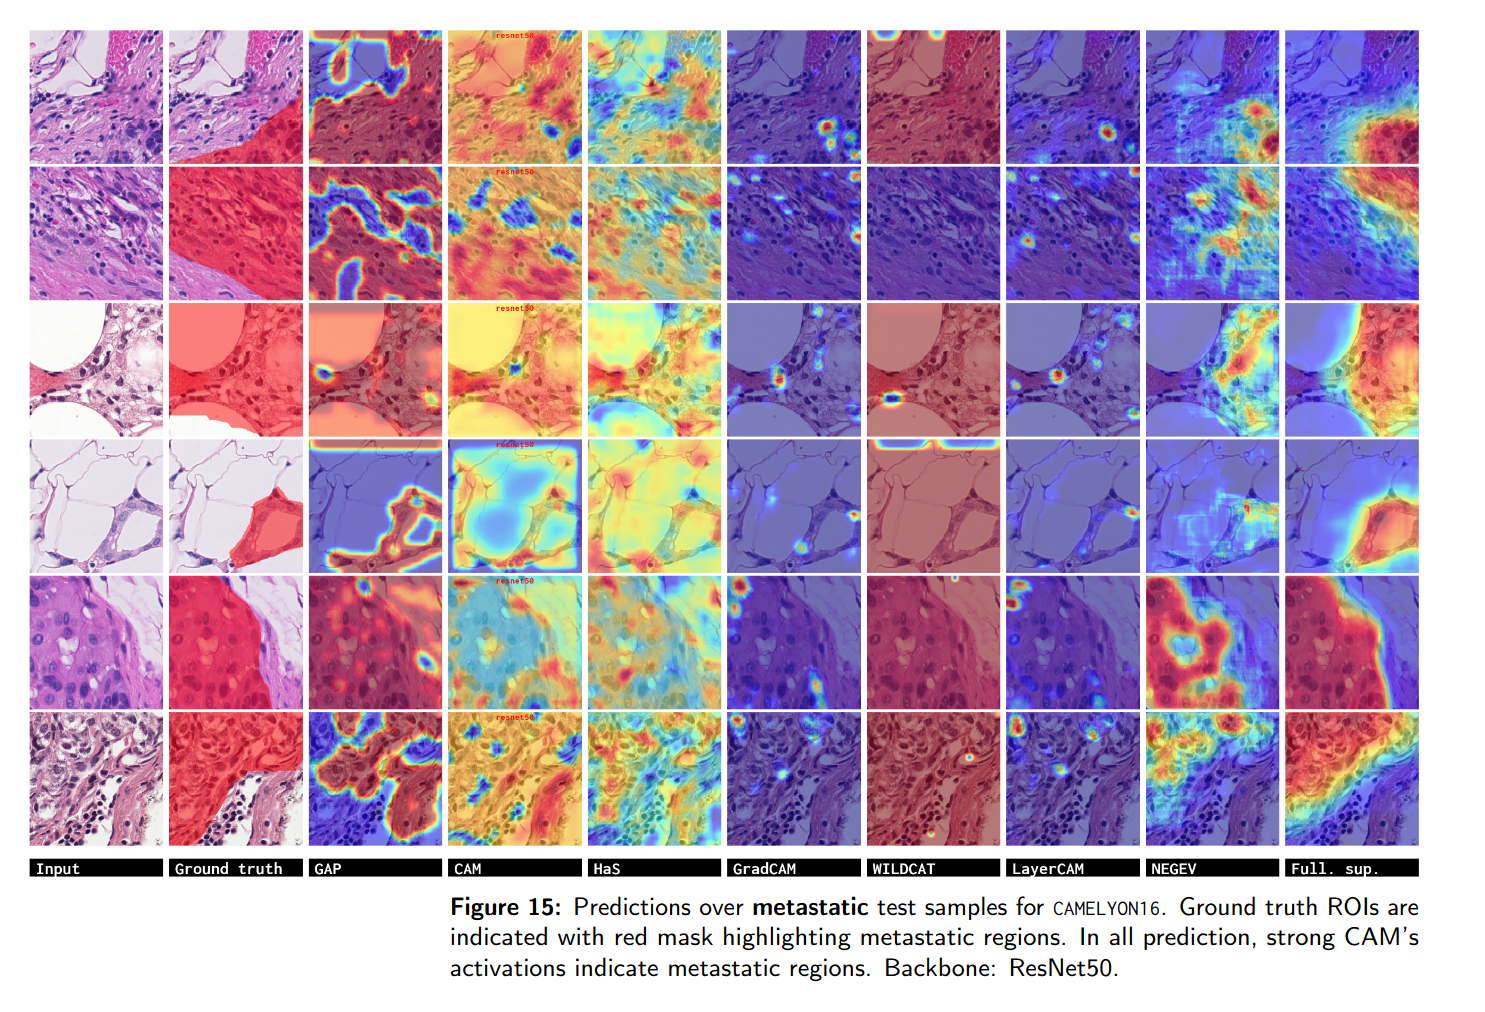 resnet50
resnet50
resnet50
resnet50
resnet50
resnet50
Input Ground truth GAP CAM HaS GradCAM WILDCAT LayerCAM NEGEV Full. sup.
Figure 15: Predictions over metastatic test samples for CAMELYON16. Ground truth ROIs are
indicated with red mask highlighting metastatic regions. In all prediction, strong CAM's
activations indicate metastatic regions. Backbone: ResNet50.